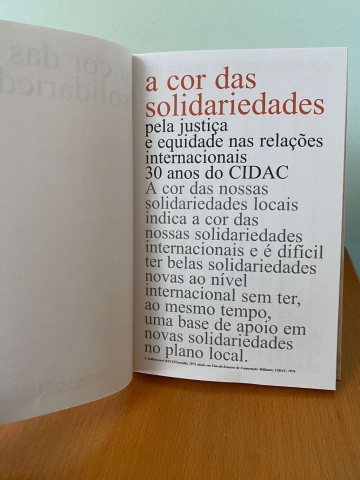 a cor das
solidariedades
pela justiça
e equidade nas relações
internacionais
30 anos do CIDAC
A cor das nossas
solidariedades locais
indica a cor das
nossas solidariedades
internacionais e é difícil
ter belas solidariedades
novas ao nível
internacional sem ter,
ao mesmo tempo,
uma base de apoio em
novas solidariedades
no plano local.
CIDAC, 1991